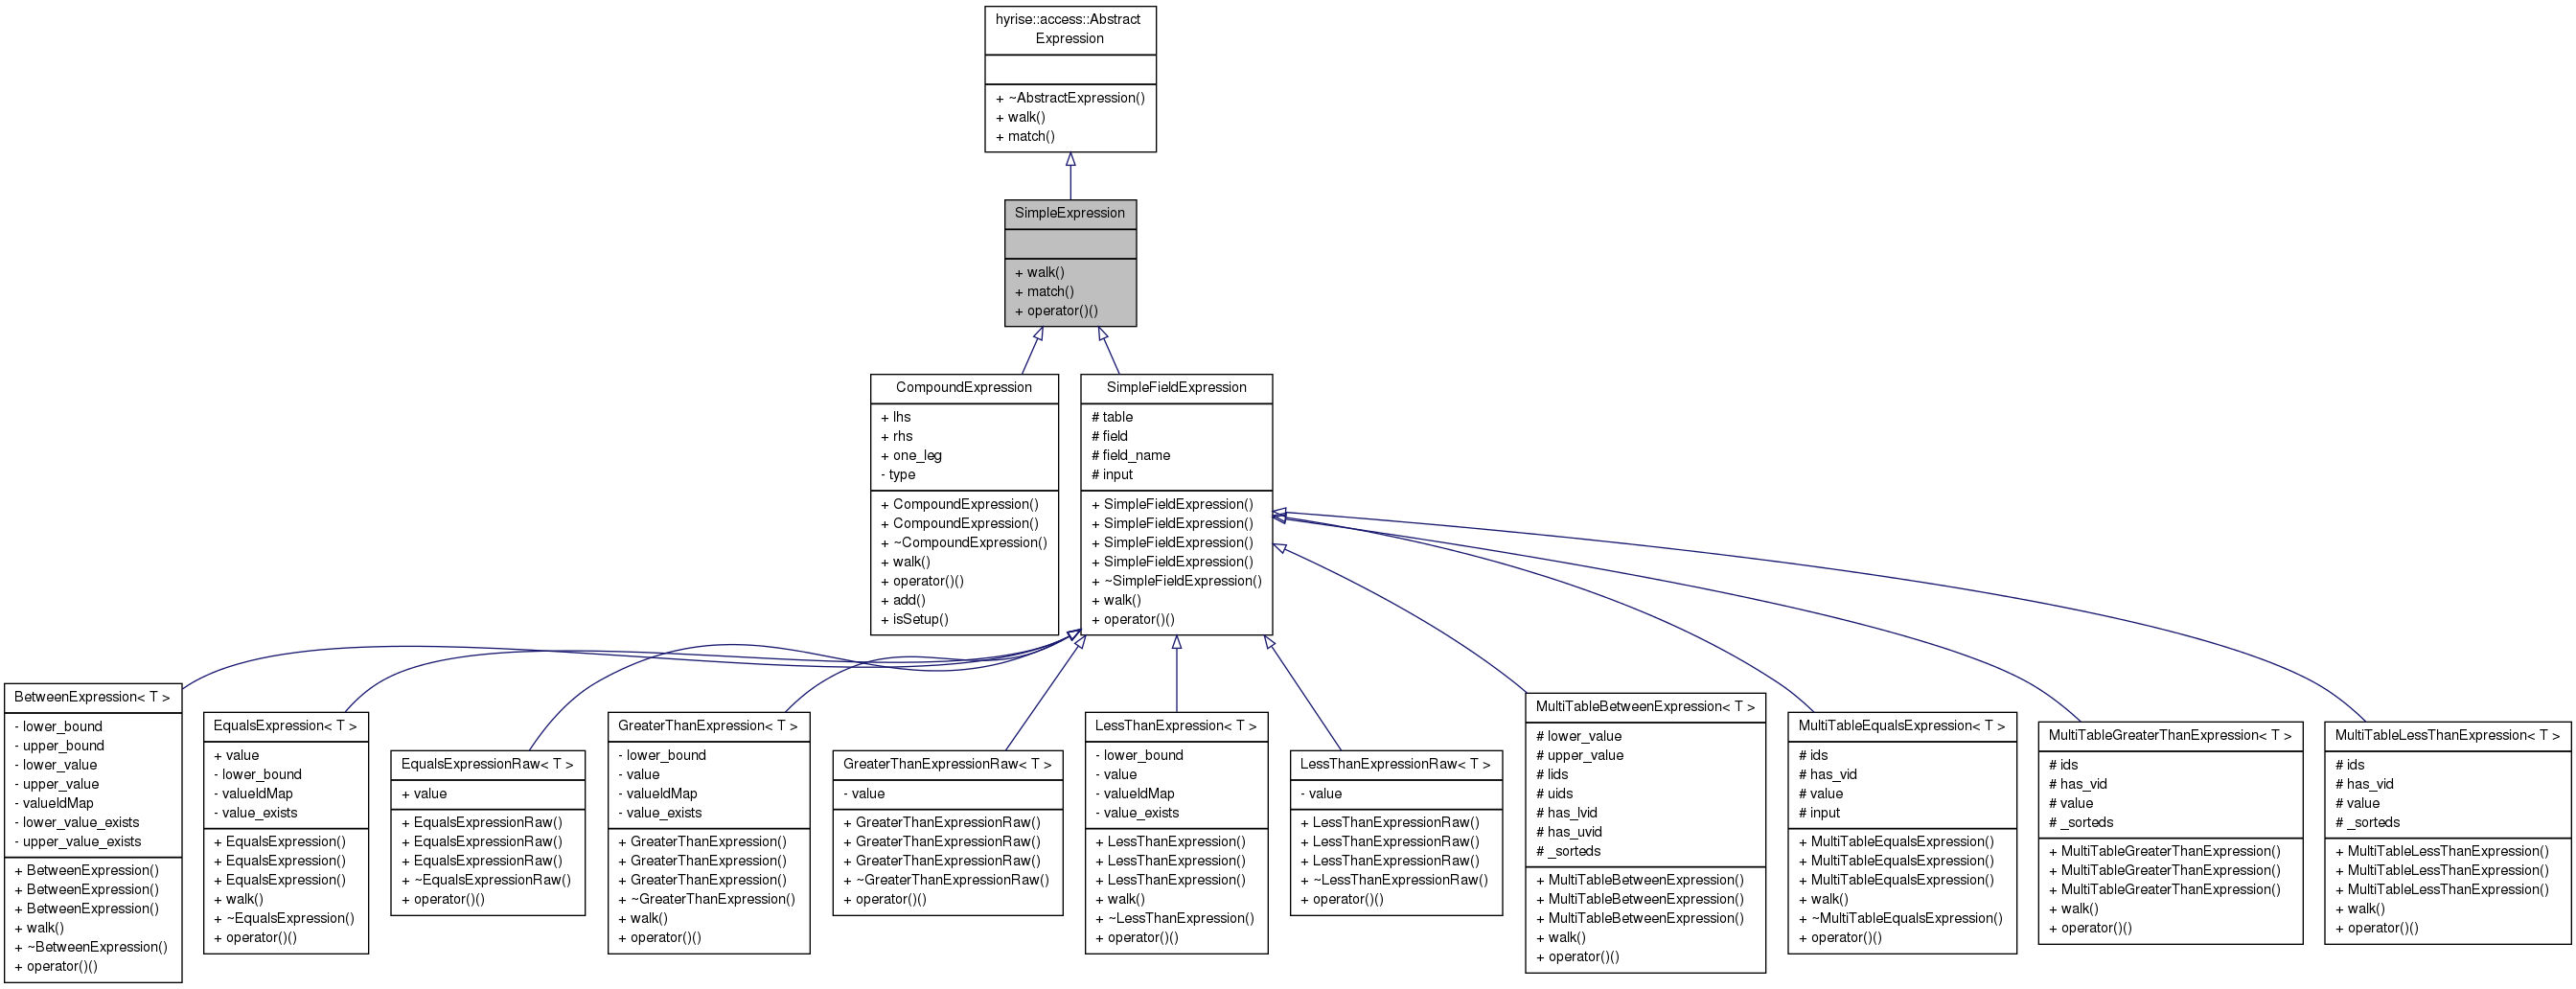 hyrise::access::Abstract
Expression
+ ~AbstractExpression()
+ walk()
+ match()
SimpleExpression
+ walk()
+ match()
+ operator()()
CompoundExpression
+ lhs
+ rhs
+ one_leg
- type
+ CompoundExpression()
+ CompoundExpression()
+ ~CompoundExpression()
+ walk()
+ operator()()
+ add()
+ isSetup()
SimpleFieldExpression
# table
# field
# field_name
# input
+ SimpleFieldExpression()
+ SimpleFieldExpression()
+ SimpleFieldExpression()
+ SimpleFieldExpression()
+ ~SimpleFieldExpression()
+ walk()
+ operator()()
BetweenExpression< T >
- lower_bound
- upper_bound
- lower_value
- upper_value
- valueIdMap
- lower_value_exists
- upper_value_exists
+ BetweenExpression()
+ BetweenExpression()
+ BetweenExpression()
+ walk()
+ ~BetweenExpression()
+ operator()()
EqualsExpression< T >
+ value
- lower_bound
- valueIdMap
- value_exists
+ EqualsExpression()
+ EqualsExpression()
+ EqualsExpression()
+ walk()
+ ~EqualsExpression()
+ operator()()
EqualsExpressionRaw< T >
+ value
+ EqualsExpressionRaw()
+ EqualsExpressionRaw()
+ EqualsExpressionRaw()
+ ~EqualsExpressionRaw()
+ operator()()
GreaterThanExpression< T >
- lower_bound
- value
- valueIdMap
- value_exists
+ GreaterThanExpression()
+ GreaterThanExpression()
+ GreaterThanExpression()
+ ~GreaterThanExpression()
+ walk()
+ operator()()
GreaterThanExpressionRaw< T >
- value
+ GreaterThanExpressionRaw()
+ GreaterThanExpressionRaw()
+ GreaterThanExpressionRaw()
+ ~GreaterThanExpressionRaw()
+ operator()()
LessThanExpression< T >
- lower_bound
- value
- valueIdMap
- value_exists
+ LessThanExpression()
+ LessThanExpression()
+ LessThanExpression()
+ walk()
+ ~LessThanExpression()
+ operator()()
LessThanExpressionRaw< T >
- value
+ LessThanExpressionRaw()
+ LessThanExpressionRaw()
+ LessThanExpressionRaw()
+ ~LessThanExpressionRaw()
+ operator()()
MultiTableBetweenExpression< T >
# lower_value
# upper_value
# lids
# uids
# has_lvid
# has_uvid
# _sorteds
+ MultiTableBetweenExpression()
+ MultiTableBetweenExpression()
+ MultiTableBetweenExpression()
+ walk()
+ operator()()
MultiTableEqualsExpression< T >
# ids
# has_vid
# value
# input
+ MultiTableEqualsExpression()
+ MultiTableEqualsExpression()
+ MultiTableEqualsExpression()
+ walk()
+ ~MultiTableEqualsExpression()
+ operator()()
MultiTableGreaterThanExpression< T >
# ids
# has_vid
# value
# _sorteds
+ MultiTableGreaterThanExpression()
+ MultiTableGreaterThanExpression()
+ MultiTableGreaterThanExpression()
+ walk()
+ operator()()
MultiTableLessThanExpression< T >
# ids
# has_vid
# value
# _sorteds
+ MultiTableLessThanExpression()
+ MultiTableLessThanExpression()
+ MultiTableLessThanExpression()
+ walk()
+ operator()()